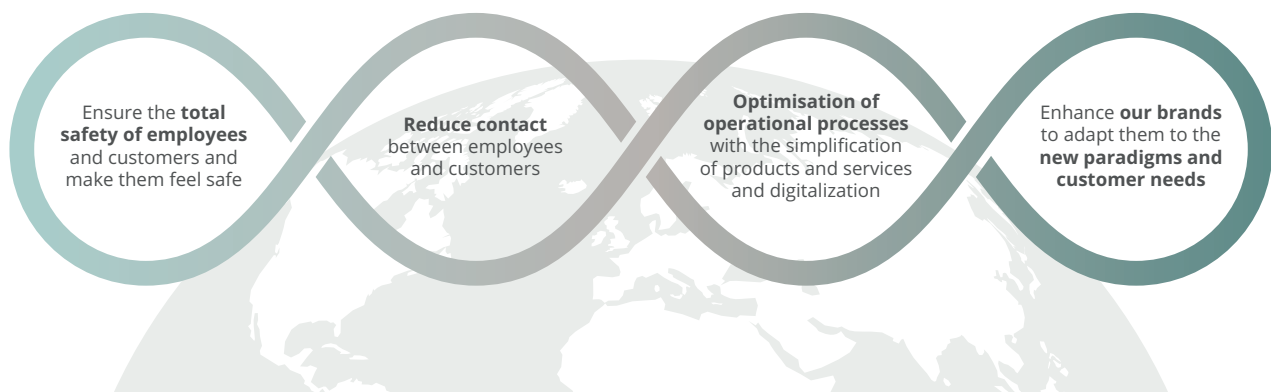 Ensure the total
safety of employees
and customers and
make them feel safe
Reduce contact
between employees
and customers
Optimisation of
operational processes
with the simplification
of products and services
and digitalization
Enhance our brands
to adapt them to the
new paradigms and
customer needs